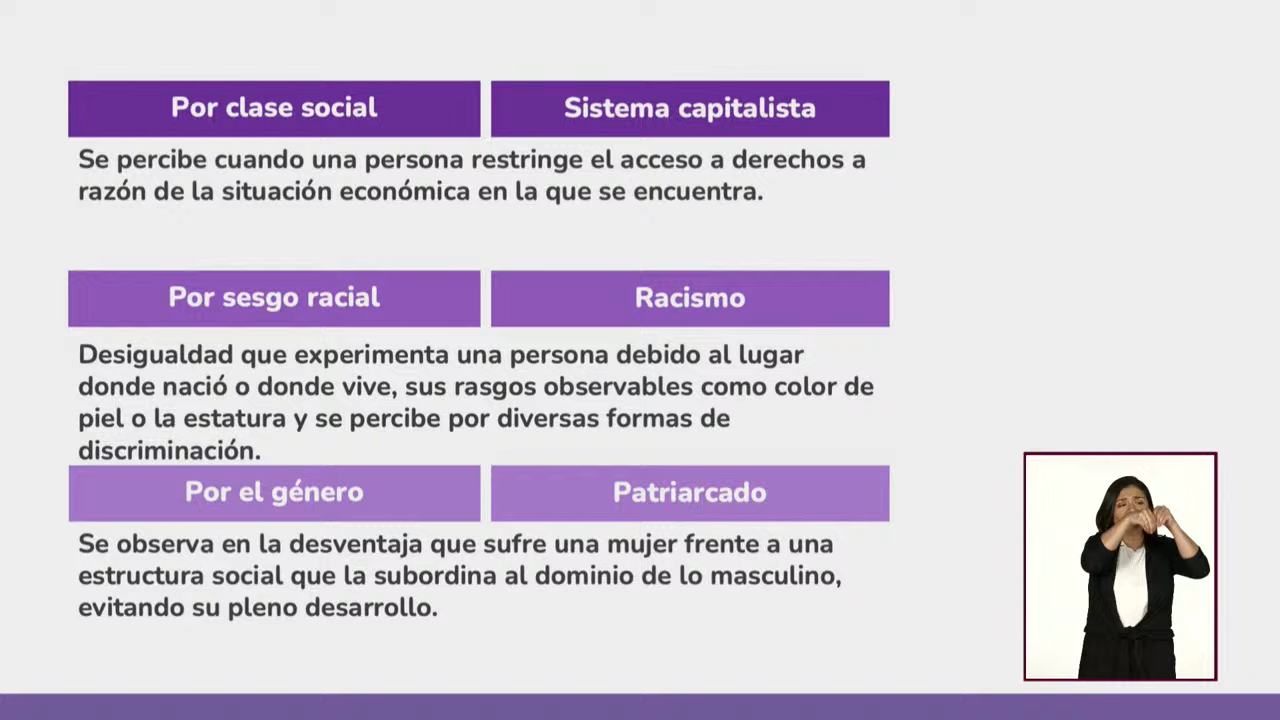 Por clase social
Sistema capitalista
Se percibe cuando una persona restringe el acceso a derechos a
razón de la situación económica en la que se encuentra.
Por sesgo racial
Racismo
Desigualdad que experimenta una persona debido al lugar
donde nació o donde vive, sus rasgos observables como color de
piel o la estatura y se percibe por diversas formas de
discriminación.
Por el género
Patriarcado
Se observa en la desventaja que sufre una mujer frente a una
estructura social que la subordina al dominio de lo masculino,
evitando su pleno desarrollo.